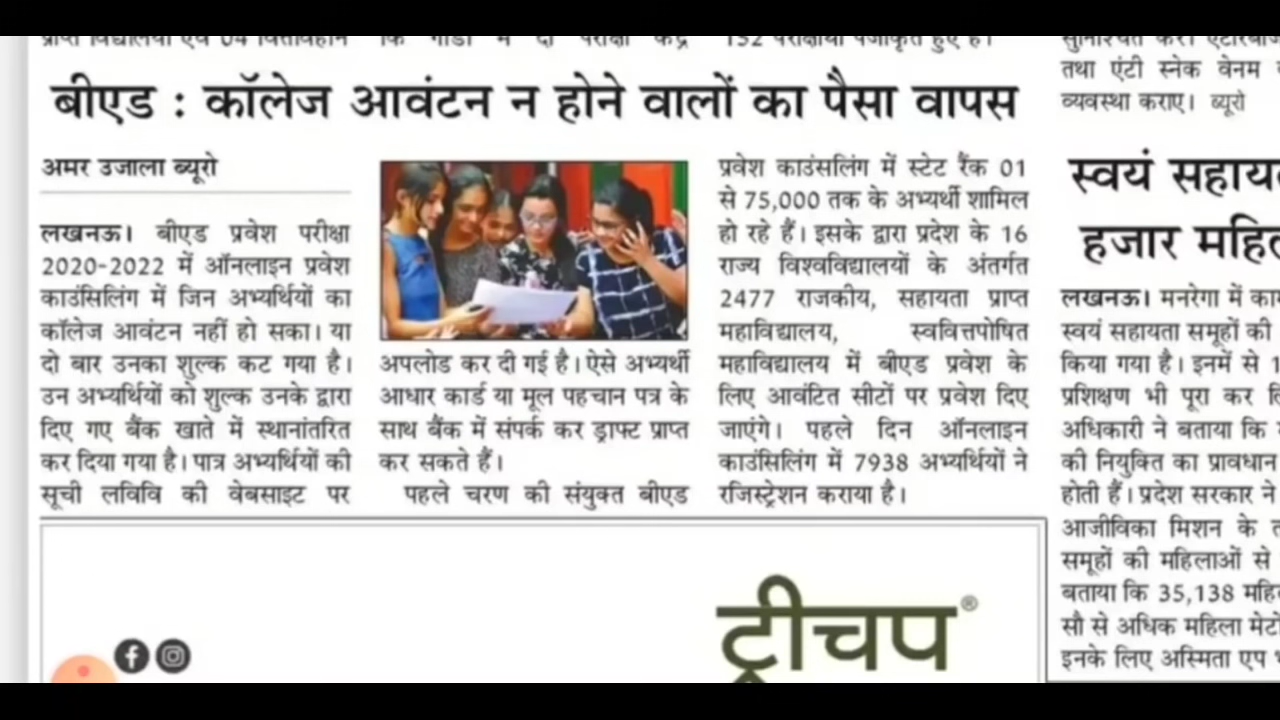 152 परीक्षार्थी पंजीकृत हुए हैं।
बीएड : कॉलेज आवंटन न होने वालों का पैसा वापस
अमर उजाला ब्यूरो
लखनऊ। बीएड प्रवेश परीक्षा
2020-2022 में ऑनलाइन प्रवेश
काउंसिलिंग में जिन अभ्यर्थियों का
कॉलेज आवंटन नहीं हो सका। या
दो बार उनका शुल्क कट गया है।
उन अभ्यर्थियों को शुल्क उनके द्वारा
दिए गए बैंक खाते में स्थानांतरित
कर दिया गया है। पात्र अभ्यर्थियों की
सूची लविवि की वेबसाइट पर
अपलोड कर दी गई है। ऐसे अभ्यर्थी
आधार कार्ड या मूल पहचान पत्र के
साथ बैंक में संपर्क कर ड्राफ्ट प्राप्त
कर सकते हैं।
पहले चरण की संयुक्त बीएड
प्रवेश काउंसलिंग में स्टेट रैंक 01
से 75,000 तक के अभ्यर्थी शामिल
हो रहे हैं। इसके द्वारा प्रदेश के 16
राज्य विश्वविद्यालयों के अंतर्गत
2477 राजकीय, सहायता प्राप्त
महाविद्यालय, स्ववित्तपोषित
महाविद्यालय में बीएड प्रवेश के
लिए आवंटित सीटों पर प्रवेश दिए
जाएंगे। पहले दिन ऑनलाइन
काउंसिलिंग में 7938 अभ्यर्थियों ने
रजिस्ट्रेशन कराया है।
तथा एंटी स्नेक वेनम
व्यवस्था कराए। ब्यूरो
स्वयं
हजार
लखनऊ। मनरेगा में
स्वयं सहायता समूहों की
किया गया है। इनमें से
प्रशिक्षण भी पूरा कर
अधिकारी ने बताया कि
की नियुक्ति का प्रावधान
होती हैं। प्रदेश सरकार ने
आजीविका मिशन के
समूहों की महिलाओं से
बताया कि 35,138
सौ से अधिक महिला
इनके लिए अस्मिता एप
ट्रीचप®